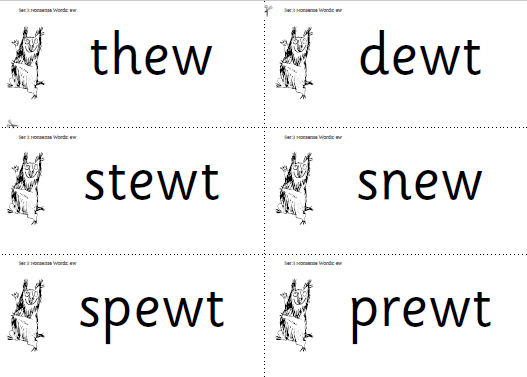 Set 3 Nonsense Words: ew
thew
Set 3 Nonsense Words: ew
dewt
Set 3 Nonsense Words: ew
stewt
Set 3 Nonsense Words: ew
snew
Set 3 Nonsense Words: ew
spewt
Set 3 Nonsense Words: ew
prewt